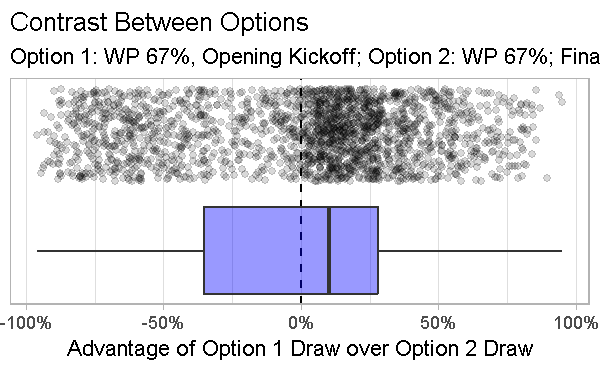 Contrast Between Options
Option 1: WP 67%, Opening Kickoff; Option 2: WP 67%; Fina
-100% -50% 0% 50% 100%
Advantage of Option 1 Draw over Option 2 Draw